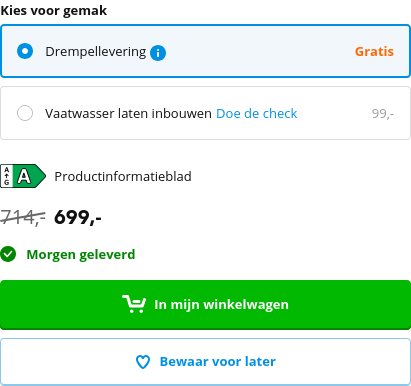 Kies voor gemak
Drempellevering i Gratis
Vaatwasser laten inbouwen Doe de check 99,-
A
↑
G
A Productinformatieblad
714,- 699,-
Morgen geleverd
In mijn winkelwagen
Bewaar voor later